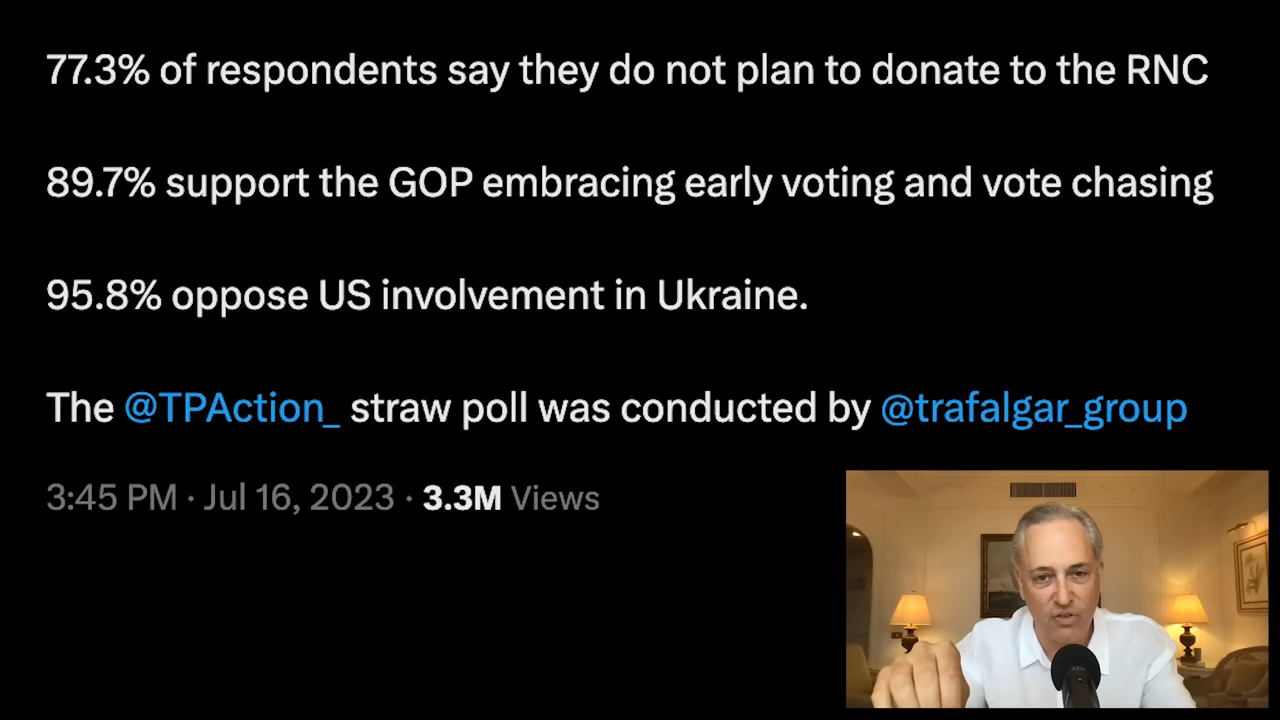 77.3% of respondents say they do not plan to donate to the RNC
89.7% support the GOP embracing early voting and vote chasing
95.8% oppose US involvement in Ukraine.
The @TPAction_ straw poll was conducted by @trafalgar_group
3:45 PM · Jul 16, 2023 · 3.3M Views